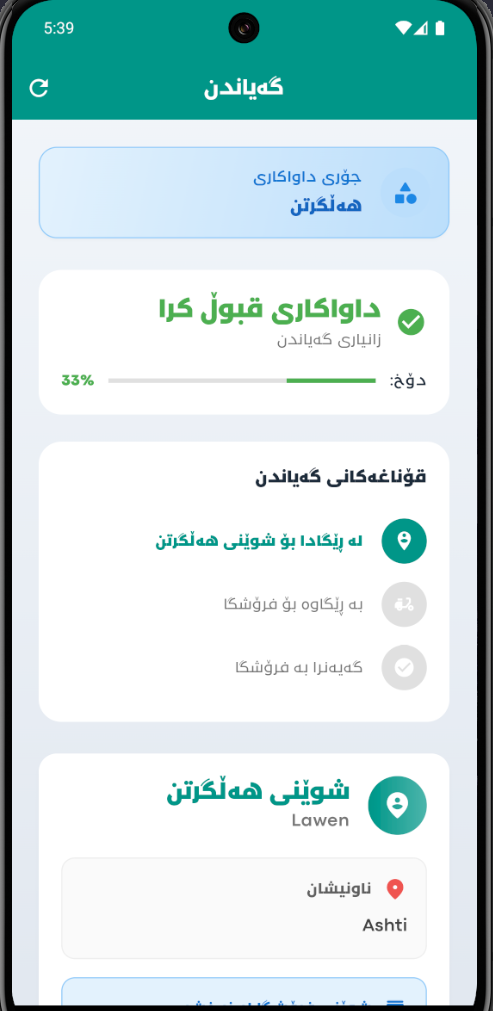 5:39
گەیاندن
جۆری داواکاری
هەڵگرتن
داواکاری قبوڵ کرا
زانیاری گەیاندن
دۆخ:
33%
قۆناغەکانی گەیاندن
لە ڕێگادا بۆ شوێنی هەڵگرتن
بە ڕێگاوە بۆ فرۆشگا
گەیەنرا بە فرۆشگا
شوێنی هەڵگرتن
Lawen
ناونیشان
Ashti